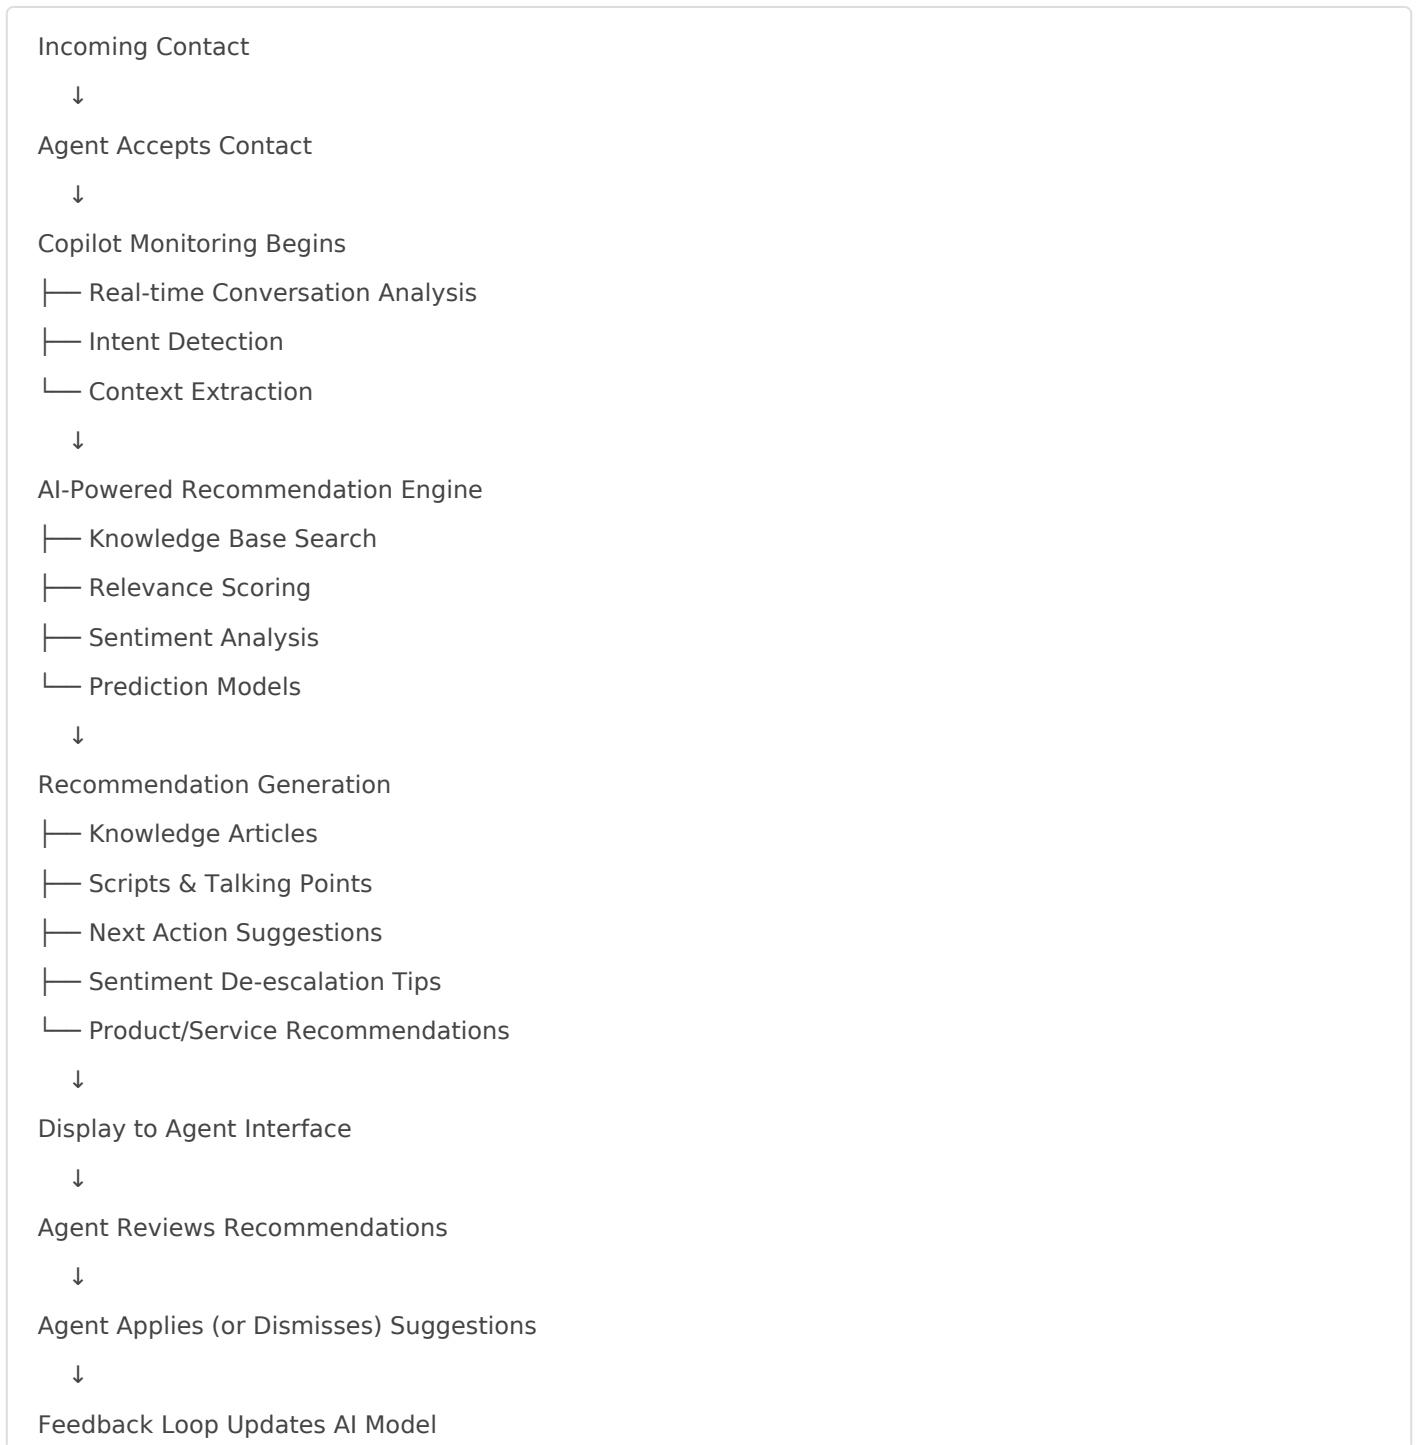 Incoming Contact
↓
Agent Accepts Contact
↓
Copilot Monitoring Begins
├── Real-time Conversation Analysis
├── Intent Detection
└── Context Extraction
↓
AI-Powered Recommendation Engine
├── Knowledge Base Search
├── Relevance Scoring
├── Sentiment Analysis
└── Prediction Models
↓
Recommendation Generation
├── Knowledge Articles
├── Scripts & Talking Points
├── Next Action Suggestions
├── Sentiment De-escalation Tips
└── Product/Service Recommendations
↓
Display to Agent Interface
↓
Agent Reviews Recommendations
↓
Agent Applies (or Dismisses) Suggestions
↓
Feedback Loop Updates AI Model